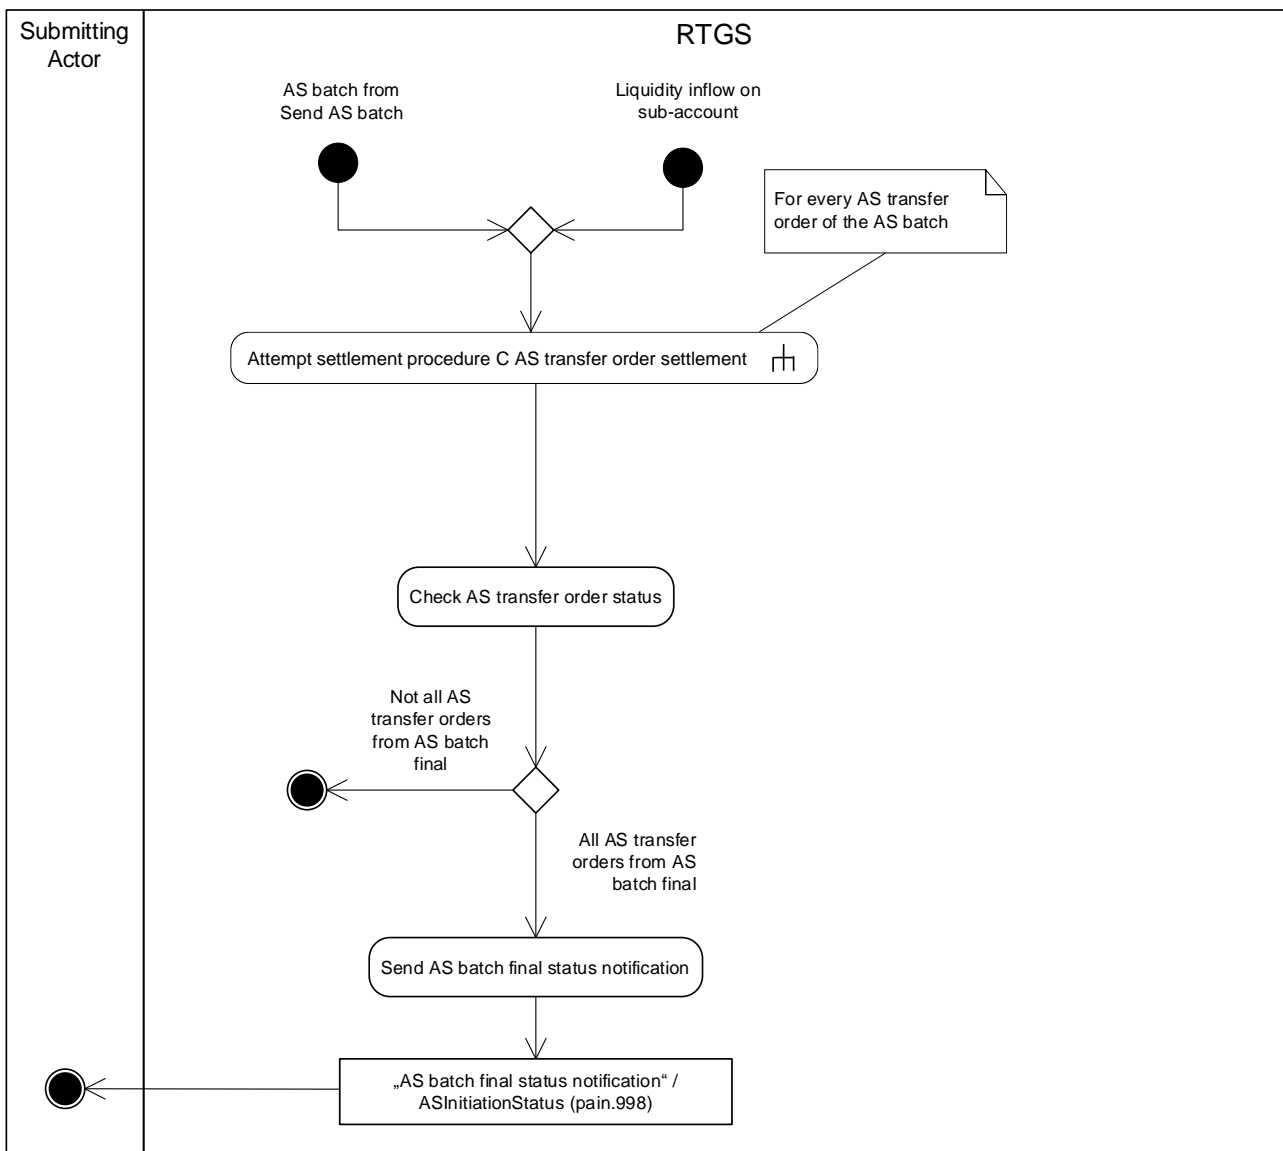 Submitting
Actor
RTGS
AS batch from
Send AS batch
Liquidity inflow on
sub-account
For every AS transfer
order of the AS batch
Attempt settlement procedure C AS transfer order settlement
Check AS transfer order status
Not all AS
transfer orders
from AS batch
final
All AS transfer
orders from AS
batch final
Send AS batch final status notification
„AS batch final status notification“ /
ASInitiationStatus (pain.998)